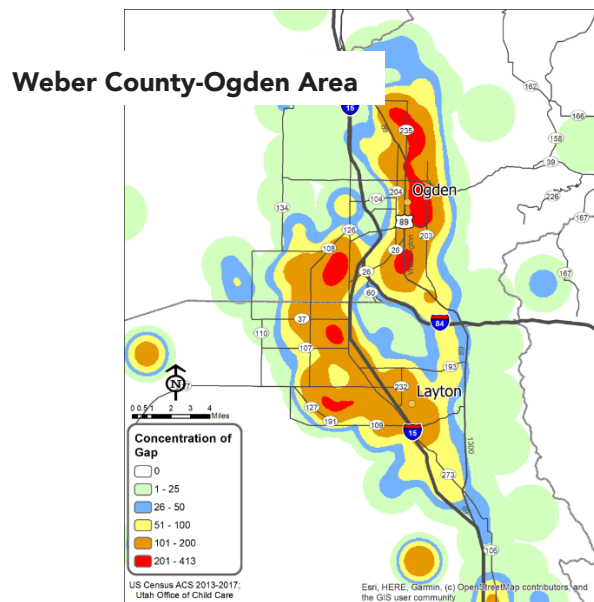 Weber County-Ogden Area
162
166
15
235
158
39
Ogden
204
104
226
134
89
203
167
126
Washington
26
108
26
167
60
37
84
110
107
89
193
N
232
Layton
0 0.5 1 2 3 4
Miles
127
191
109
15
1300
273
89
106
Concentration of
Gap
0
1 - 25
26 - 50
51 - 100
101 - 200
201 - 413
US Census ACS 2013-2017;
Utah Office of Child Care
Esri, HERE, Garmin, (c) OpenStreetMap contributors, and
the GIS user community